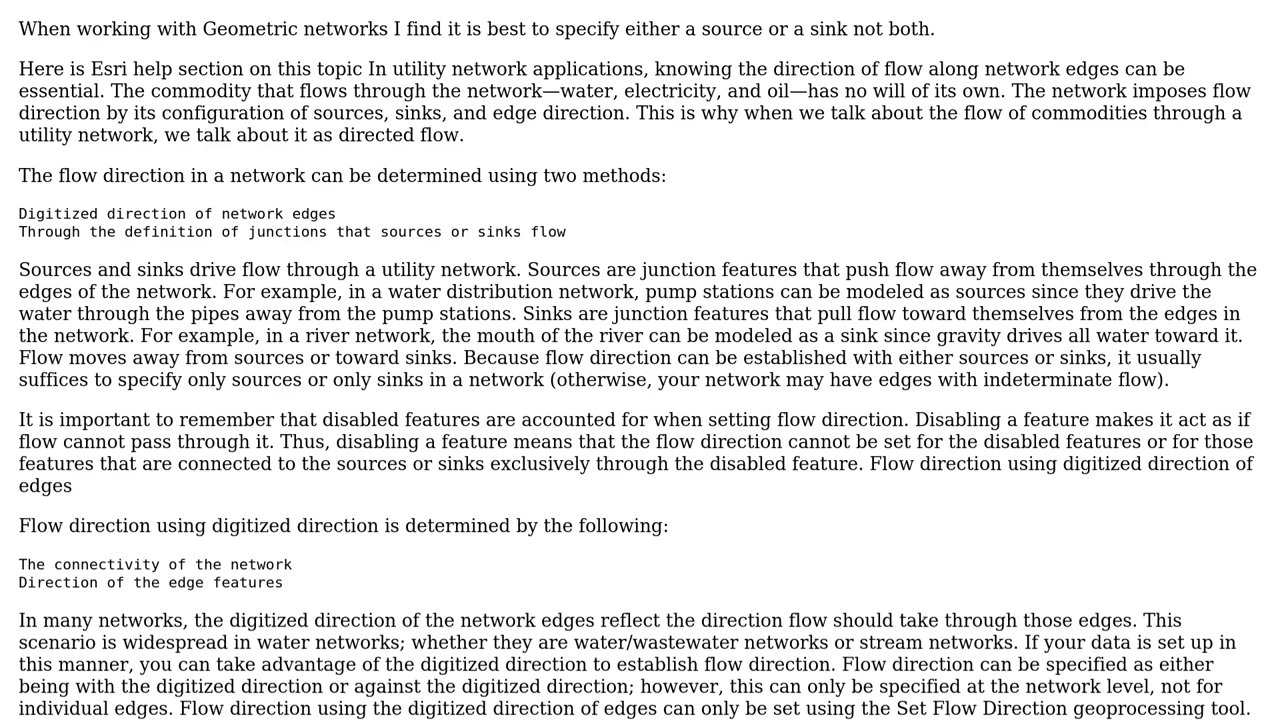 When working with Geometric networks I find it is best to specify either a source or a sink not both.
Here is Esri help section on this topic In utility network applications, knowing the direction of flow along network edges can be
essential. The commodity that flows through the network—water, electricity, and oil—has no will of its own. The network imposes flow
direction by its configuration of sources, sinks, and edge direction. This is why when we talk about the flow of commodities through a
utility network, we talk about it as directed flow.
The flow direction in a network can be determined using two methods:
Digitized direction of network edges
Through the definition of junctions that sources or sinks flow
Sources and sinks drive flow through a utility network. Sources are junction features that push flow away from themselves through the
edges of the network. For example, in a water distribution network, pump stations can be modeled as sources since they drive the
water through the pipes away from the pump stations. Sinks are junction features that pull flow toward themselves from the edges in
the network. For example, in a river network, the mouth of the river can be modeled as a sink since gravity drives all water toward it.
Flow moves away from sources or toward sinks. Because flow direction can be established with either sources or sinks, it usually
suffices to specify only sources or only sinks in a network (otherwise, your network may have edges with indeterminate flow).
It is important to remember that disabled features are accounted for when setting flow direction. Disabling a feature makes it act as if
flow cannot pass through it. Thus, disabling a feature means that the flow direction cannot be set for the disabled features or for those
features that are connected to the sources or sinks exclusively through the disabled feature. Flow direction using digitized direction of
edges
Flow direction using digitized direction is determined by the following:
The connectivity of the network
Direction of the edge features
In many networks, the digitized direction of the network edges reflect the direction flow should take through those edges. This
scenario is widespread in water networks; whether they are water/wastewater networks or stream networks. If your data is set up in
this manner, you can take advantage of the digitized direction to establish flow direction. Flow direction can be specified as either
being with the digitized direction or against the digitized direction; however, this can only be specified at the network level, not for
individual edges. Flow direction using the digitized direction of edges can only be set using the Set Flow Direction geoprocessing tool.